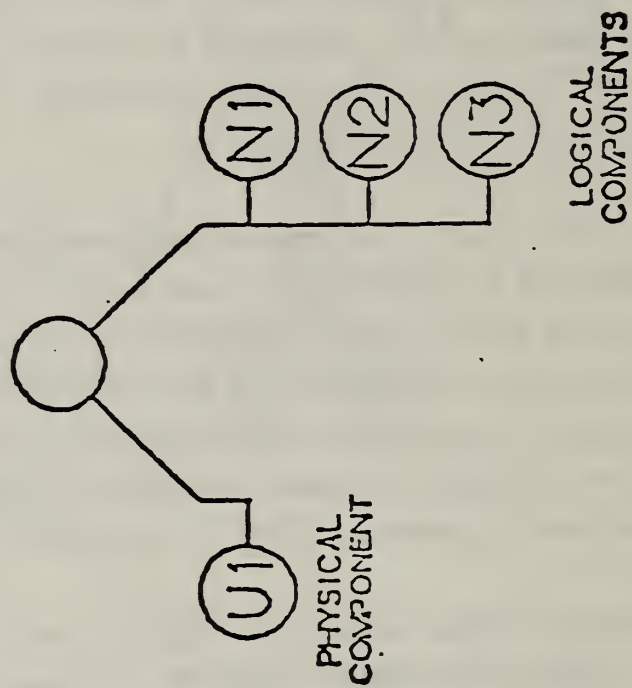 U1
PHYSICAL
COMPONENT
N1
N2
N3
LOGICAL
COMPONENTS